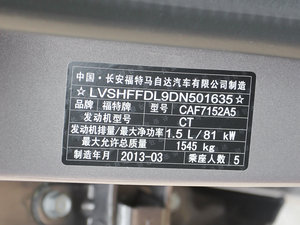 中国·长安福特马自达汽车有限公司制造
☆LVSHFFDL9DN501635☆
品牌 福特牌 型号 CAF7152A5
发动机型号 CT
发动机排量/最大净功率 1.5 L/81 kW
最大允许总质量 1545 kg
制造年月 2013-03 乘座人数 5